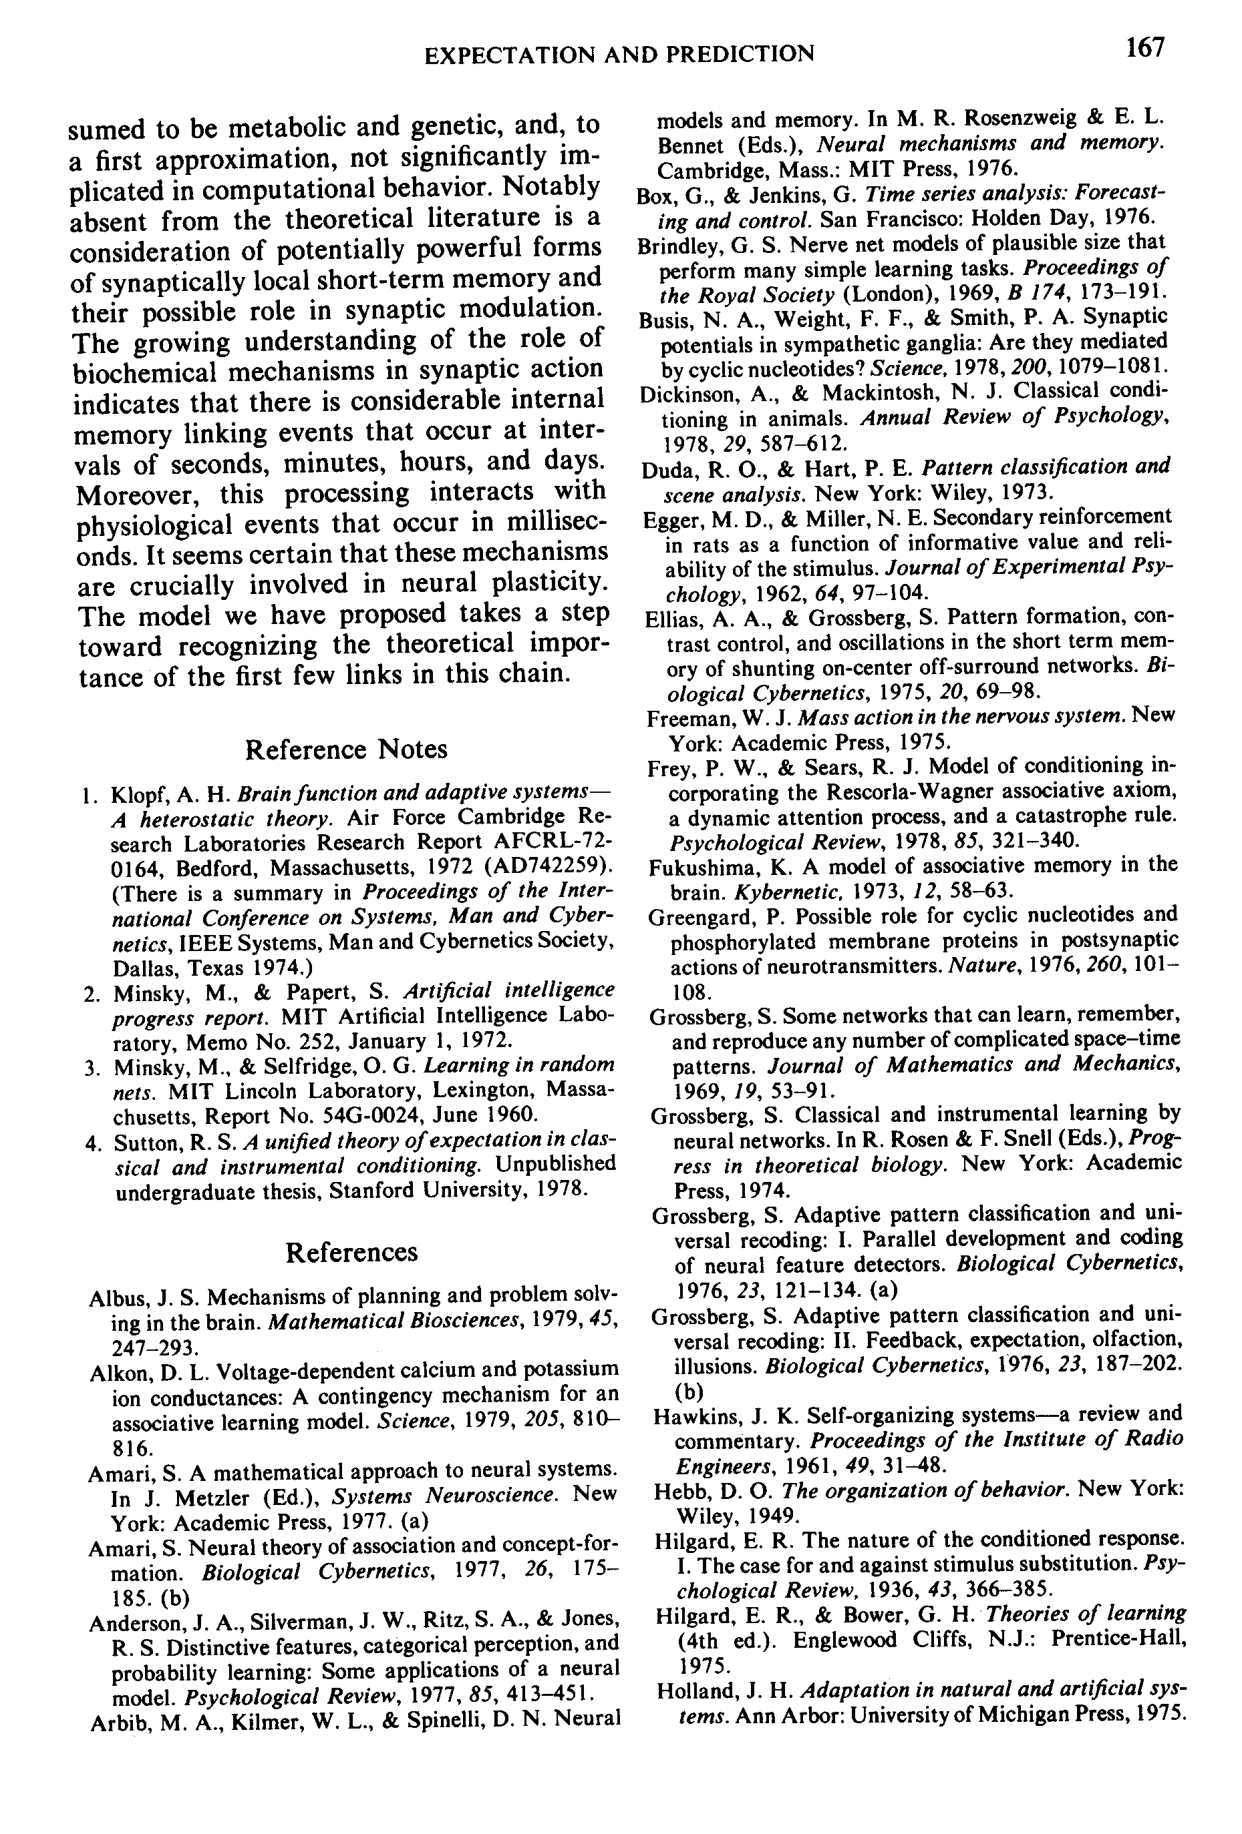 EXPECTATION AND PREDICTION
167
sumed to be metabolic and genetic, and, to
a first approximation, not significantly im-
plicated in computational behavior. Notably
absent from the theoretical literature is a
consideration of potentially powerful forms
of synaptically local short-term memory and
their possible role in synaptic modulation.
The growing understanding of the role of
biochemical mechanisms in synaptic action
indicates that there is considerable internal
memory linking events that occur at inter-
vals of seconds, minutes, hours, and days.
Moreover, this processing interacts with
physiological events that occur in millisec-
onds. It seems certain that these mechanisms
are crucially involved in neural plasticity.
The model we have proposed takes a step
toward recognizing the theoretical impor-
tance of the first few links in this chain.
Reference Notes
1. Klopf, A. H. Brain function and adaptive systems—
A heterostatic theory. Air Force Cambridge Re-
search Laboratories Research Report AFCRL-72-
0164, Bedford, Massachusetts, 1972 (AD742259).
(There is a summary in Proceedings of the Inter-
national Conference on Systems, Man and Cyber-
netics, IEEE Systems, Man and Cybernetics Society,
Dallas, Texas 1974.)
2. Minsky, M., & Papert, S. Artificial intelligence
progress report. MIT Artificial Intelligence Labo-
ratory, Memo No. 252, January 1, 1972.
3. Minsky, M., & Selfridge, O. G. Learning in random
nets. MIT Lincoln Laboratory, Lexington, Massa-
chusetts, Report No. 54G-0024, June 1960.
4. Sutton, R. S. A unified theory of expectation in clas-
sical and instrumental conditioning. Unpublished
undergraduate thesis, Stanford University, 1978.
References
Albus, J. S. Mechanisms of planning and problem solv-
ing in the brain. Mathematical Biosciences, 1979, 45,
247–293.
Alkon, D. L. Voltage-dependent calcium and potassium
ion conductances: A contingency mechanism for an
associative learning model. Science, 1979, 205, 810–
816.
Amari, S. A mathematical approach to neural systems.
In J. Metzler (Ed.), Systems Neuroscience. New
York: Academic Press, 1977. (a)
Amari, S. Neural theory of association and concept-for-
mation. Biological Cybernetics, 1977, 26, 175–
185. (b)
Anderson, J. A., Silverman, J. W., Ritz, S. A., & Jones,
R. S. Distinctive features, categorical perception, and
probability learning: Some applications of a neural
model. Psychological Review, 1977, 85, 413–451.
Arbib, M. A., Kilmer, W. L., & Spinelli, D. N. Neural
models and memory. In M. R. Rosenzweig & E. L.
Bennet (Eds.), Neural mechanisms and memory.
Cambridge, Mass.: MIT Press, 1976.
Box, G., & Jenkins, G. Time series analysis: Forecast-
ing and control. San Francisco: Holden Day, 1976.
Brindley, G. S. Nerve net models of plausible size that
perform many simple learning tasks. Proceedings of
the Royal Society (London), 1969, B 174, 173–191.
Busis, N. A., Weight, F. F., & Smith, P. A. Synaptic
potentials in sympathetic ganglia: Are they mediated
by cyclic nucleotides? Science, 1978, 200, 1079–1081.
Dickinson, A., & Mackintosh, N. J. Classical condi-
tioning in animals. Annual Review of Psychology,
1978, 29, 587–612.
Duda, R. O., & Hart, P. E. Pattern classification and
scene analysis. New York: Wiley, 1973.
Egger, M. D., & Miller, N. E. Secondary reinforcement
in rats as a function of informative value and reli-
ability of the stimulus. Journal of Experimental Psy-
chology, 1962, 64, 97–104.
Ellias, A. A., & Grossberg, S. Pattern formation, con-
trast control, and oscillations in the short term mem-
ory of shunting on-center off-surround networks. Bi-
ological Cybernetics, 1975, 20, 69–98.
Freeman, W. J. Mass action in the nervous system. New
York: Academic Press, 1975.
Frey, P. W., & Sears, R. J. Model of conditioning in-
corporating the Rescorla-Wagner associative axiom,
a dynamic attention process, and a catastrophe rule.
Psychological Review, 1978, 85, 321–340.
Fukushima, K. A model of associative memory in the
brain. Kybernetic, 1973, 12, 58–63.
Greengard, P. Possible role for cyclic nucleotides and
phosphorylated membrane proteins in postsynaptic
actions of neurotransmitters. Nature, 1976, 260, 101–
108.
Grossberg, S. Some networks that can learn, remember,
and reproduce any number of complicated space–time
patterns. Journal of Mathematics and Mechanics,
1969, 19, 53–91.
Grossberg, S. Classical and instrumental learning by
neural networks. In R. Rosen & F. Snell (Eds.), Prog-
ress in theoretical biology. New York: Academic
Press, 1974.
Grossberg, S. Adaptive pattern classification and uni-
versal recoding: I. Parallel development and coding
of neural feature detectors. Biological Cybernetics,
1976, 23, 121–134. (a)
Grossberg, S. Adaptive pattern classification and uni-
versal recoding: II. Feedback, expectation, olfaction,
illusions. Biological Cybernetics, 1976, 23, 187–202.
(b)
Hawkins, J. K. Self-organizing systems—a review and
commentary. Proceedings of the Institute of Radio
Engineers, 1961, 49, 31–48.
Hebb, D. O. The organization of behavior. New York:
Wiley, 1949.
Hilgard, E. R. The nature of the conditioned response.
I. The case for and against stimulus substitution. Psy-
chological Review, 1936, 43, 366–385.
Hilgard, E. R., & Bower, G. H. Theories of learning
(4th ed.). Englewood Cliffs, N.J.: Prentice-Hall,
1975.
Holland, J. H. Adaptation in natural and artificial sys-
tems. Ann Arbor: University of Michigan Press, 1975.